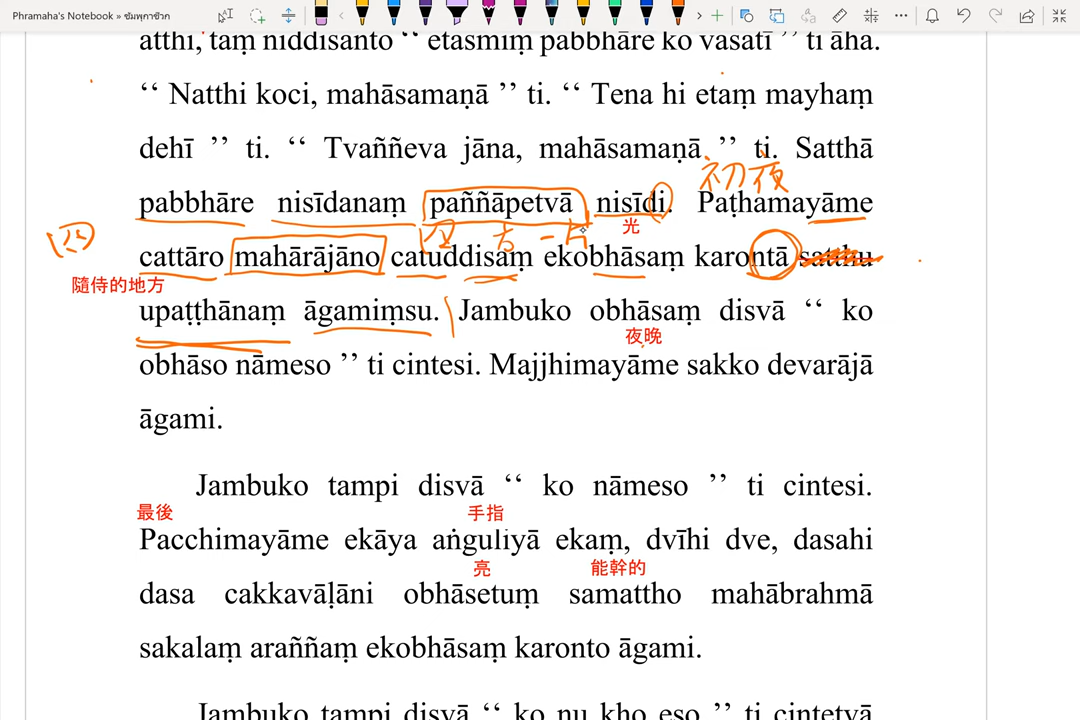 Phramaha's Notebook » ชัมพุกาชีวก
atthi, taṃ niddisanto ‘‘ etasmiṃ pabbhāre ko vasatī ’’ ti āha.
‘‘ Natthi koci, mahāsamaṇā ’’ ti. ‘‘ Tena hi etaṃ mayhaṃ
dehī ’’ ti. ‘‘ Tvaññeva jāna, mahāsamaṇā ’’ ti. Satthā
初夜
pabbhāre nisīdanaṃ paññāpetvā nisīdi. Paṭhamayāme
光
(四)
cattāro mahārājāno catuddisaṃ ekobhāsaṃ karontā satthu
隨侍的地方
upaṭṭhānaṃ āgamiṃsu. Jambuko obhāsaṃ disvā ‘‘ ko
夜晚
obhāso nāmeso ’’ ti cintesi. Majjhimayāme sakko devarājā
āgami.
Jambuko tampi disvā ‘‘ ko nāmeso ’’ ti cintesi.
最後 手指
Pacchimayāme ekāya aṅguliyā ekaṃ, dvīhi dve, dasahi
亮 能幹的
dasa cakkavāḷāni obhāsetuṃ samattho mahābrahmā
sakalaṃ araññaṃ ekobhāsaṃ karonto āgami.
Jambuko tampi disvā ‘‘ ko nu kho eso ’’ ti cintetvā